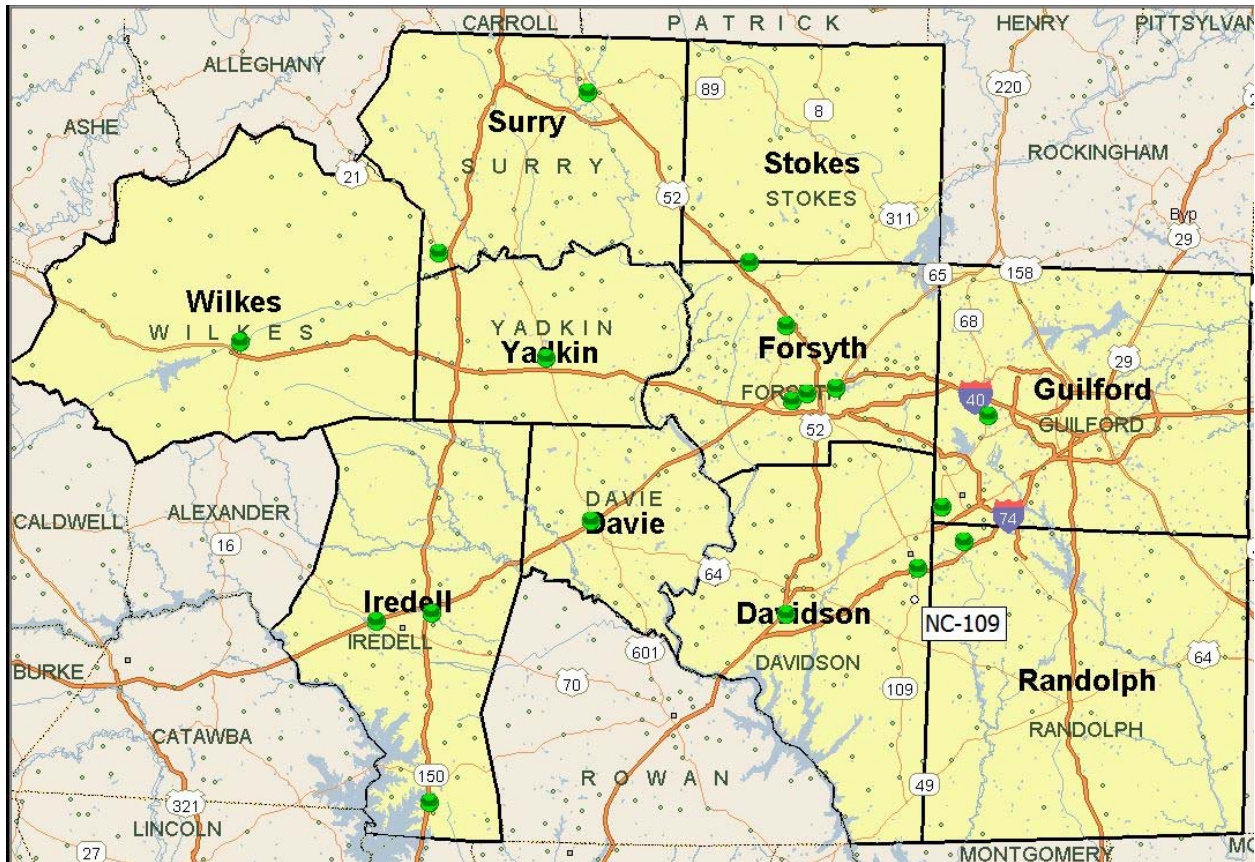 CARROLL
PATRICK
HENRY
PITTSYLVAN
ALLEGHANY
89
8
220
ASHE
Surry
SURRY
Stokes
STOKES
ROCKINGHAM
21
52
311
Byp
29
65
158
Wilkes
WILKES
YADKIN
Yadkin
Forsyth
FORSYTH
68
29
40
Guilford
GUILFORD
52
DAVIE
Davie
CALDWELL
ALEXANDER
16
74
64
Iredell
IREDELL
Davidson
NC-109
DAVIDSON
601
BURKE
70
109
64
Randolph
RANDOLPH
CATAWBA
ROWAN
150
49
321
LINCOLN
27
MONTGOMERY